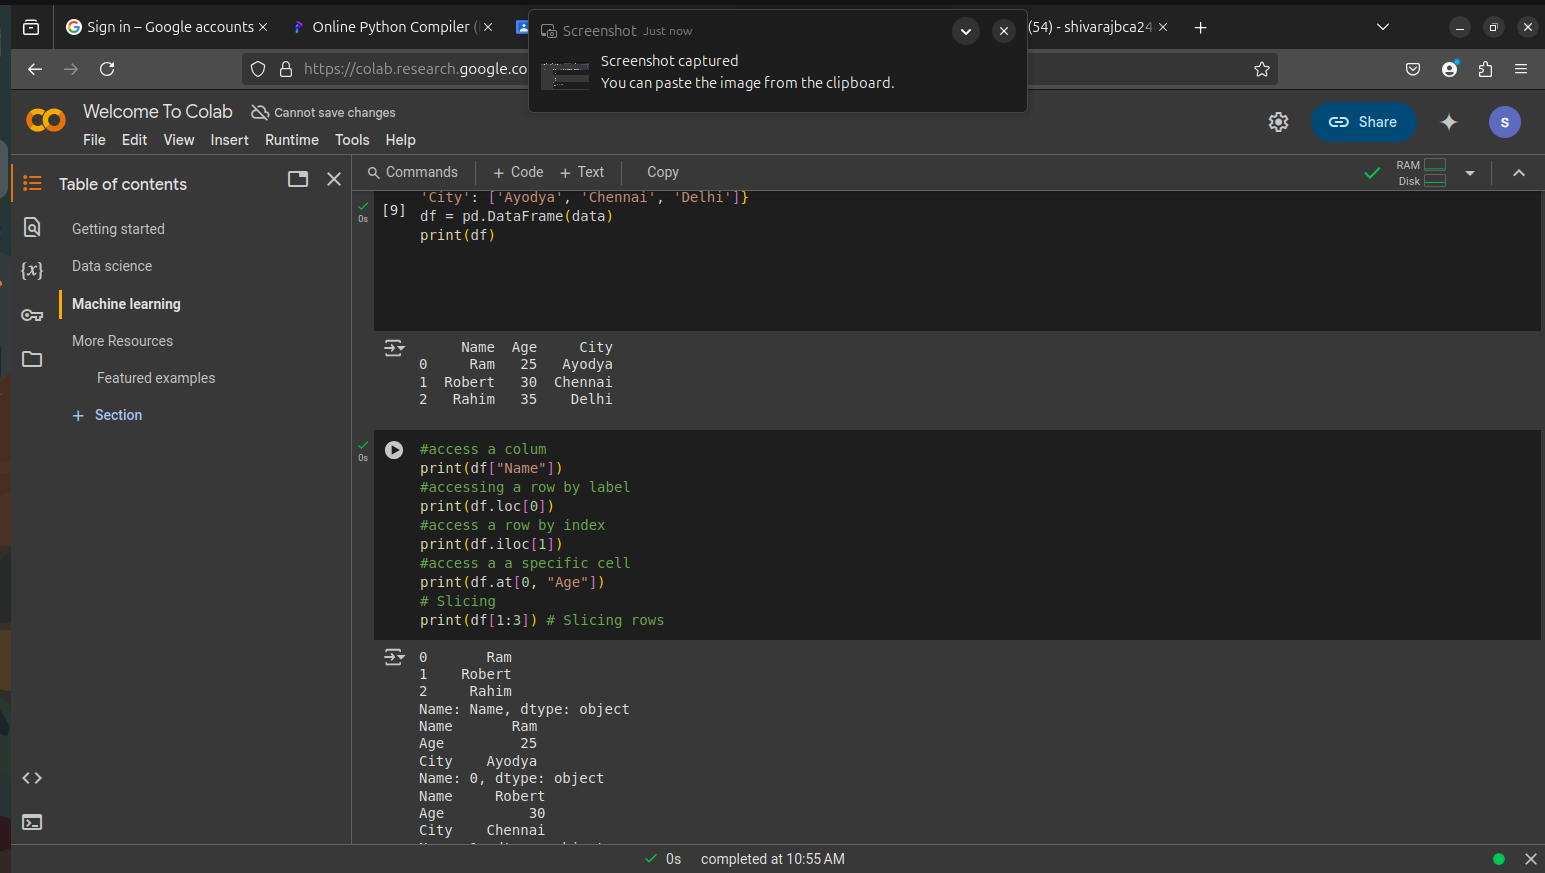 Sign in – Google accounts
Online Python Compiler (
(54) - shivarajbca24
Screenshot Just now
Screenshot captured
You can paste the image from the clipboard.
https://colab.research.google.co
Welcome To Colab
Cannot save changes
File Edit View Insert Runtime Tools Help
Share
S
Table of contents
Getting started
Data science
Machine learning
More Resources
Featured examples
+ Section
Commands
+ Code
+ Text
Copy
RAM
Disk
0s
[9]
'City': ['Ayodya', 'Chennai', 'Delhi']}
df = pd.DataFrame(data)
print(df)
Name Age City
0 Ram 25 Ayodya
1 Robert 30 Chennai
2 Rahim 35 Delhi
0s
#access a colum
print(df["Name"])
#accessing a row by label
print(df.loc[0])
#access a row by index
print(df.iloc[1])
#access a a specific cell
print(df.at[0, "Age"])
# Slicing
print(df[1:3]) # Slicing rows
0 Ram
1 Robert
2 Rahim
Name: Name, dtype: object
Name Ram
Age 25
City Ayodya
Name: 0, dtype: object
Name Robert
Age 30
City Chennai
0s completed at 10:55 AM